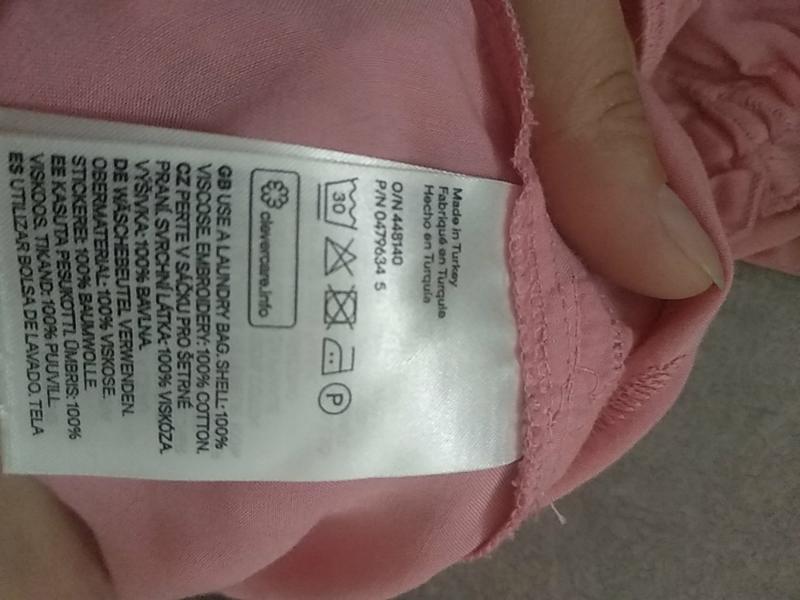 Made in Turkey
Fabriqué en Turquie
Hecho en Turquía
O/N 448140
P/N 0479634 5
30
P
clevercare.info
GB USE A LAUNDRY BAG. SHELL: 100%
VISCOSE. EMBROIDERY: 100% COTTON.
CZ PERTE V SÁČKU PRO ŠETRNÉ
PRANÍ. SVRCHNÍ LÁTKA: 100% VISKÓZA.
VÝŠIVKA: 100% BAVLNA.
DE WÄSCHEBEUTEL VERWENDEN.
OBERMATERIAL: 100% VISKOSE.
STICKEREI: 100% BAUMWOLLE.
EE KASUTA PESUKOTTI. ÜMBRIS: 100%
VISKOOS. TIKAND: 100% PUUVILL.
ES UTILIZAR BOLSA DE LAVADO. TELA